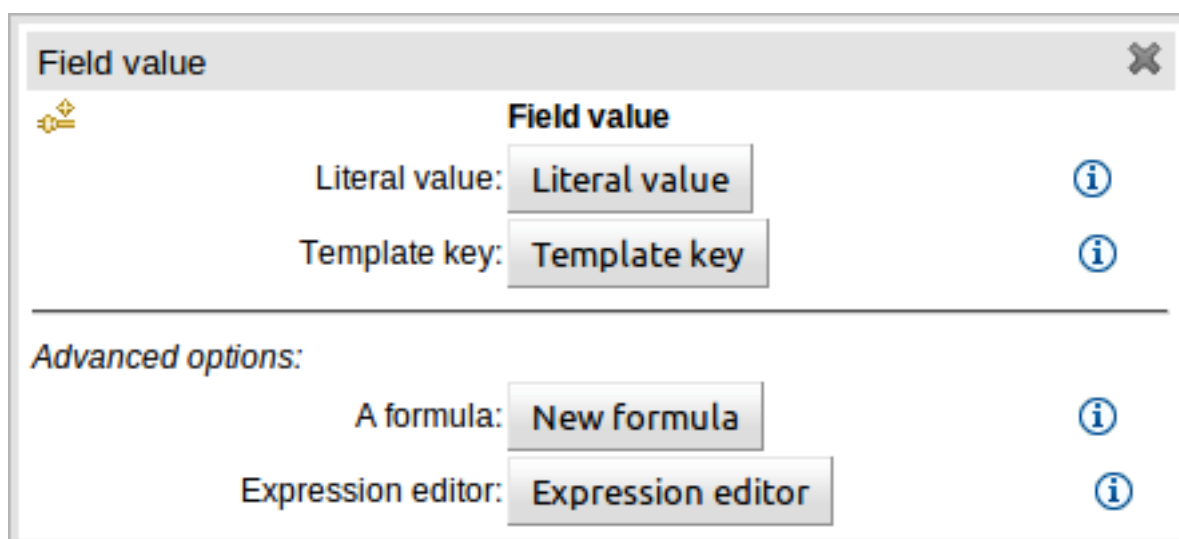 Field value
Field value
Literal value: Literal value
Template key: Template key
Advanced options:
A formula: New formula
Expression editor: Expression editor